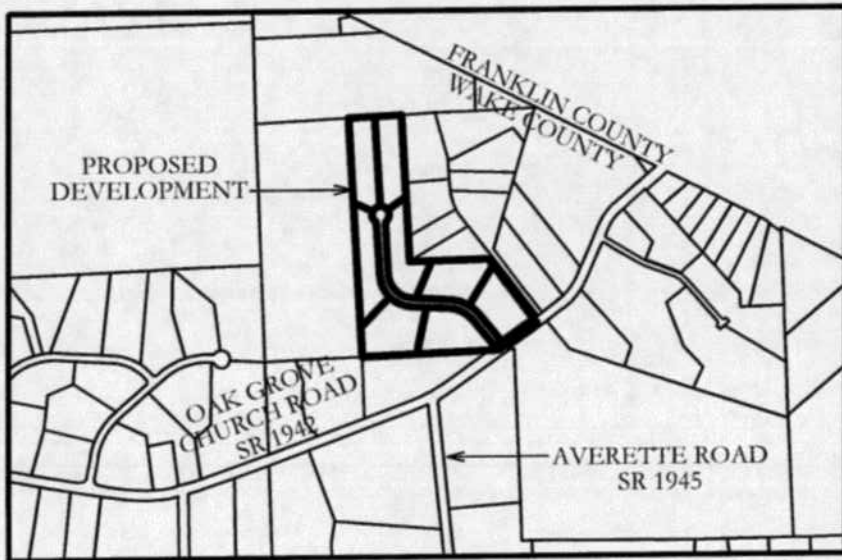 FRANKLIN COUNTY
WAKE COUNTY
PROPOSED
DEVELOPMENT
OAK GROVE
CHURCH ROAD
SR 1942
AVERETTE ROAD
SR 1945